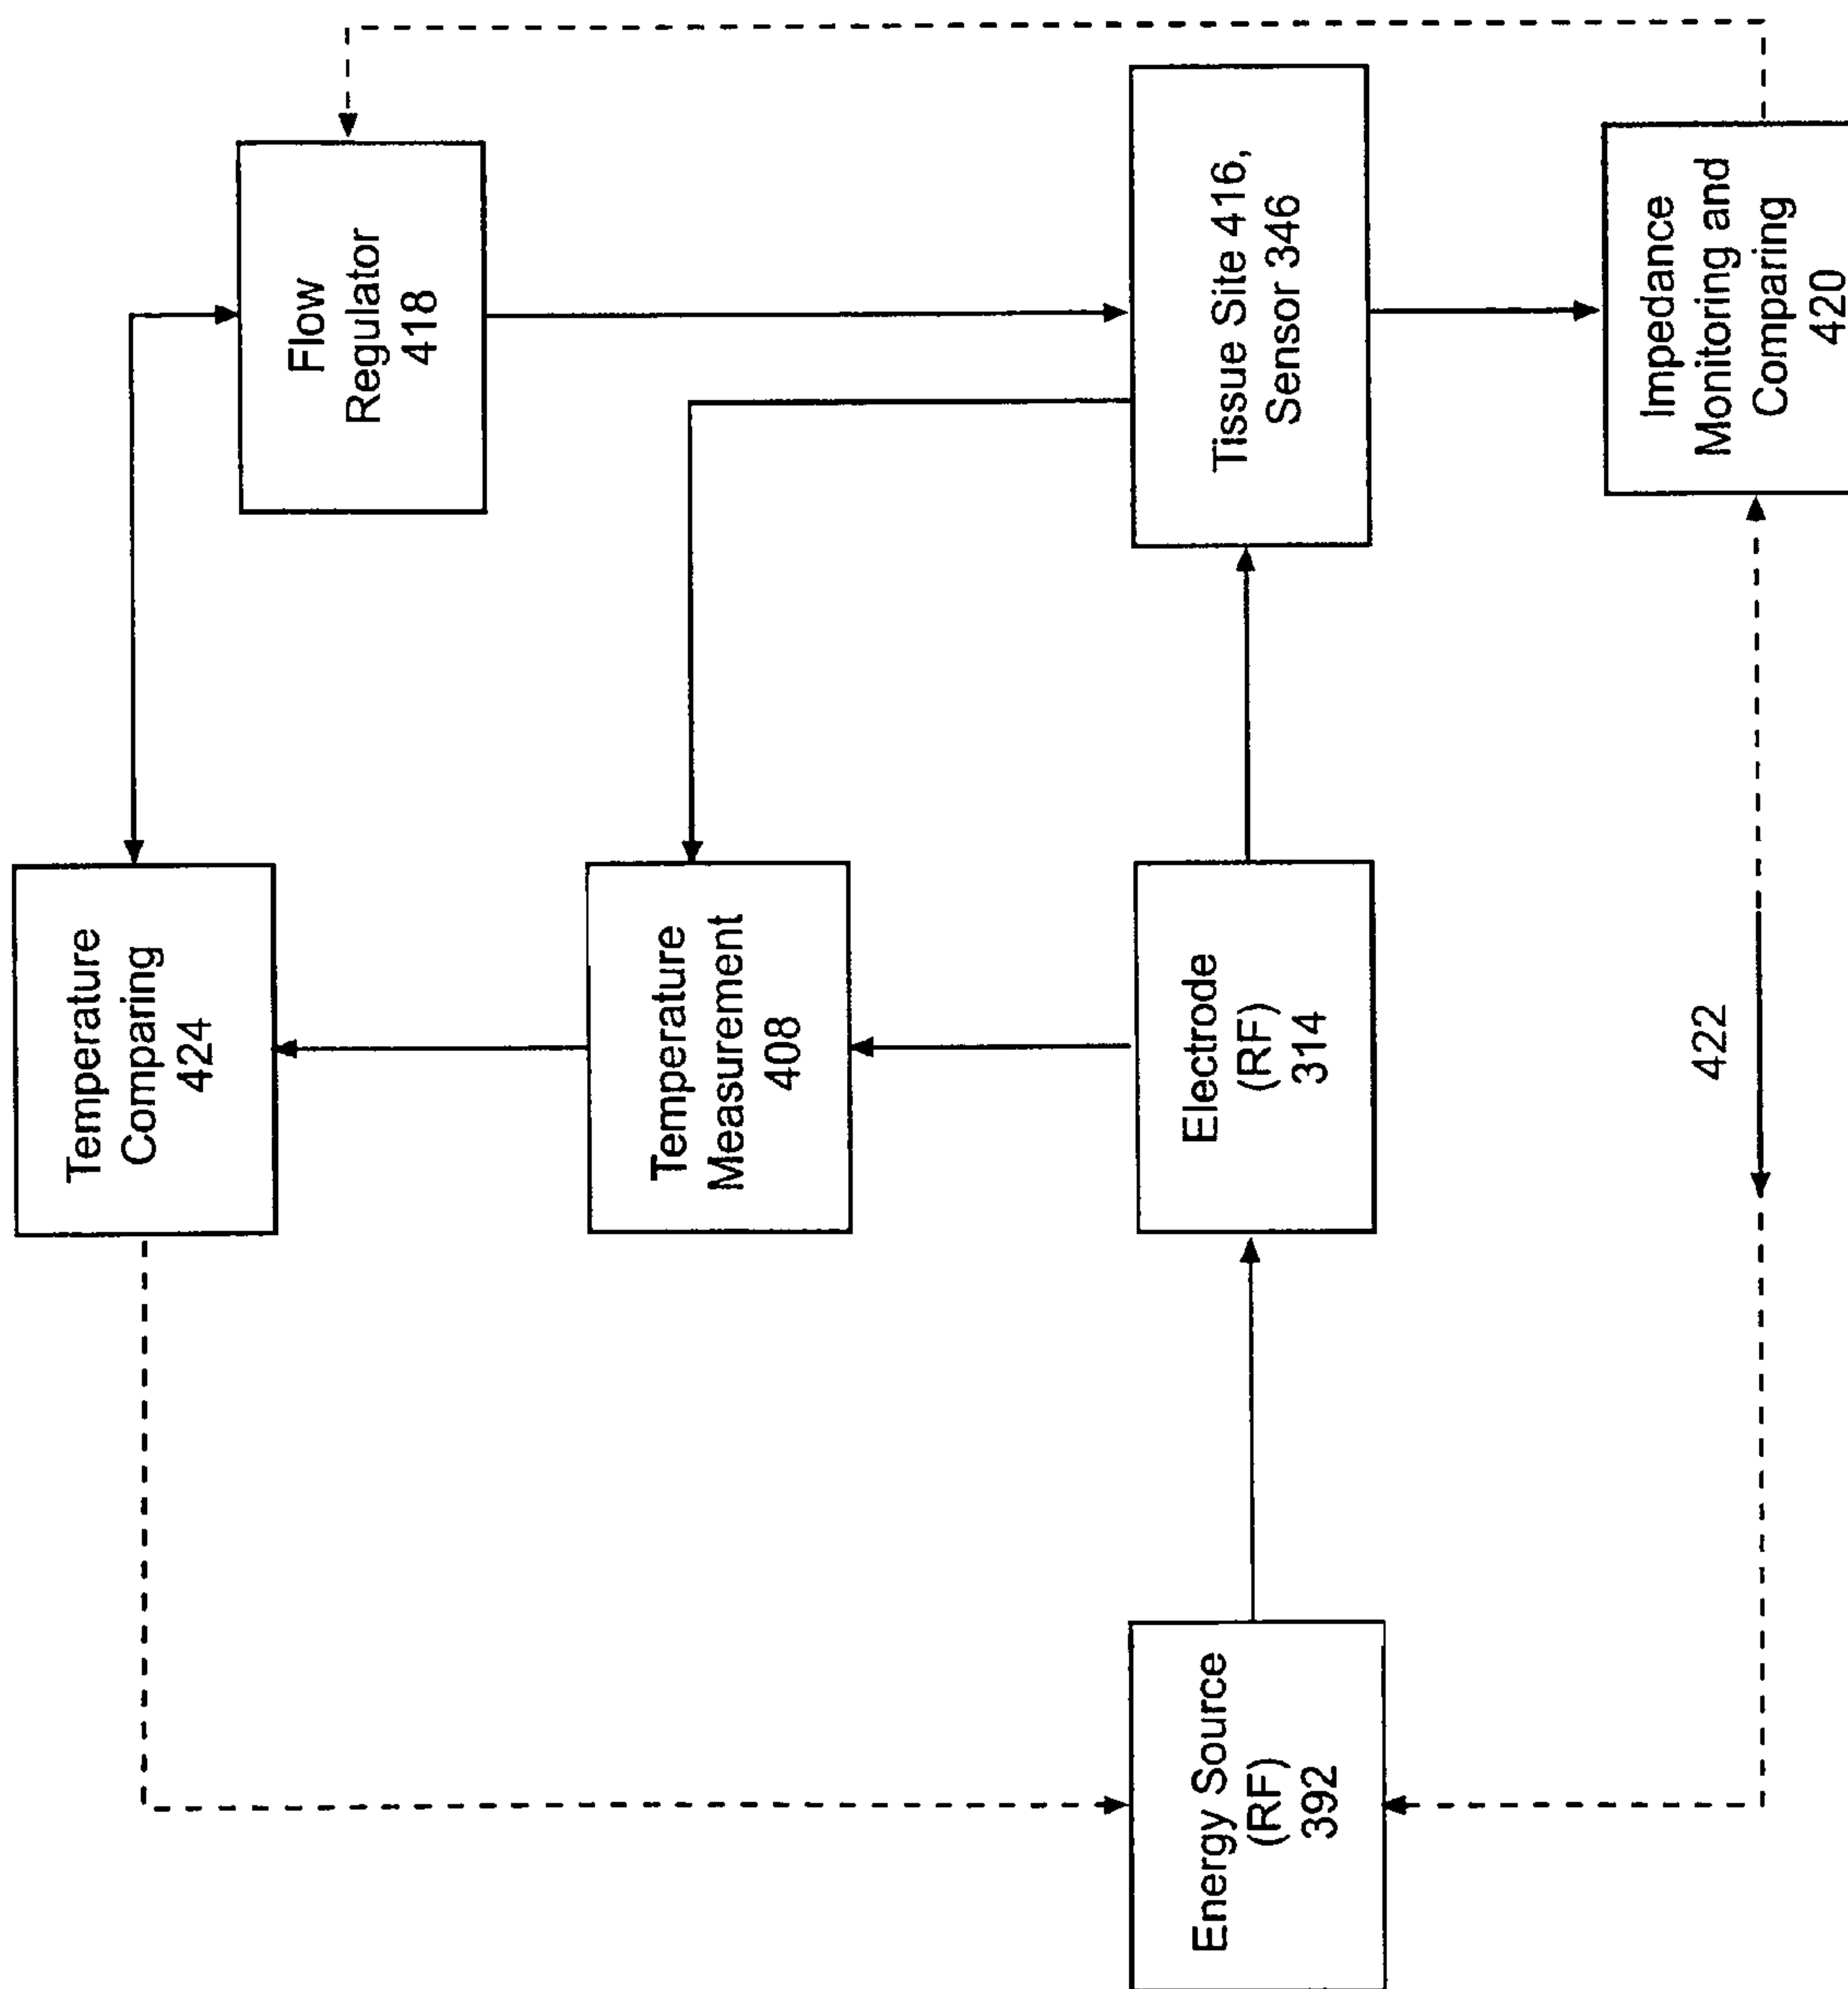 Temperature
Comparing
424
Flow
Regulator
418
Temperature
Measurement
408
Energy Source
(RF)
392
Electrode
(RF)
314
Tissue Site 416,
Sensor 346
422
Impedance
Monitoring and
Comparing
420